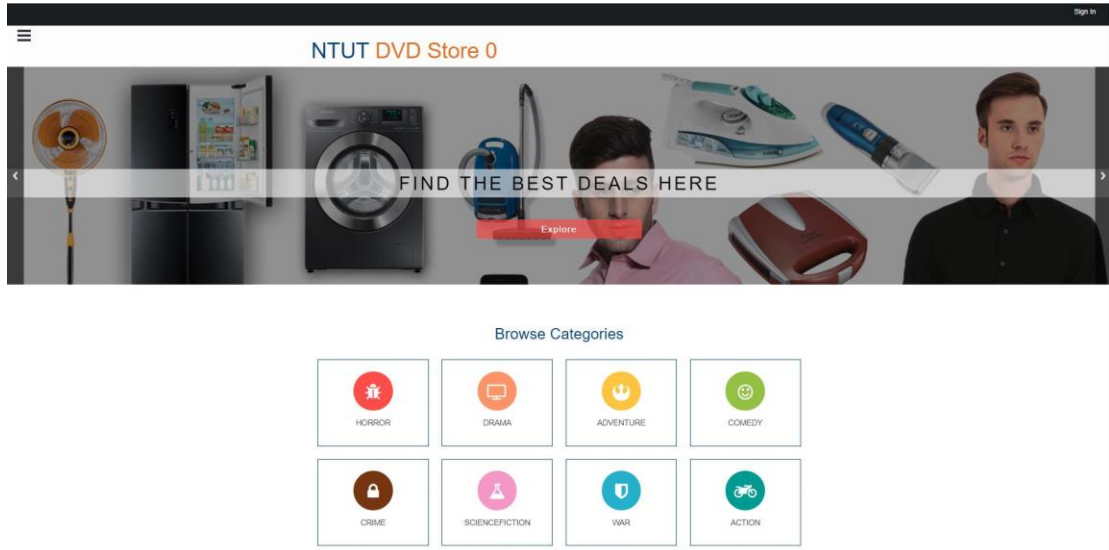 Sign In
NTUT DVD Store 0
FIND THE BEST DEALS HERE
Explore
Browse Categories
HORROR
DRAMA
ADVENTURE
COMEDY
CRIME
SCIENCEFICTION
WAR
ACTION